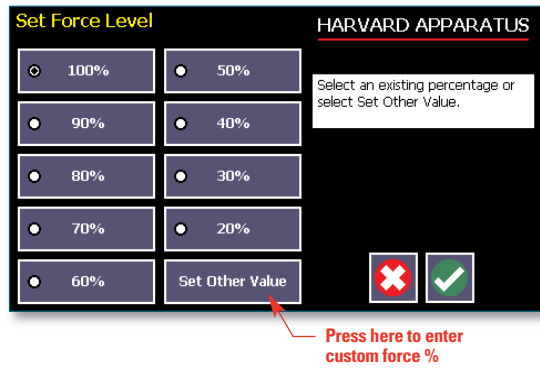 Set Force Level
HARVARD APPARATUS
100%
50%
90%
40%
80%
30%
70%
20%
60%
Set Other Value
Select an existing percentage or
select Set Other Value.
Press here to enter
custom force %